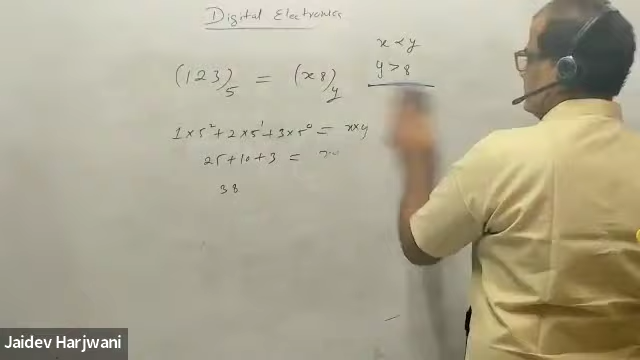 Digital Electronics
x < y
y > 8
(123)₅ = (x8)y
1×5²+2×5¹+3×5⁰ = x×y
25+10+3 =
38
Jaidev Harjwani